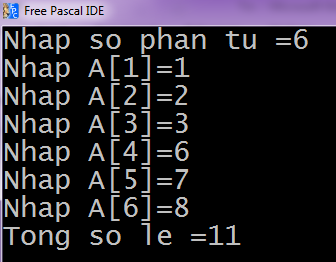 Free Pascal IDE
Nhap so phan tu =6
Nhap A[1]=1
Nhap A[2]=2
Nhap A[3]=3
Nhap A[4]=6
Nhap A[5]=7
Nhap A[6]=8
Tong so le =11